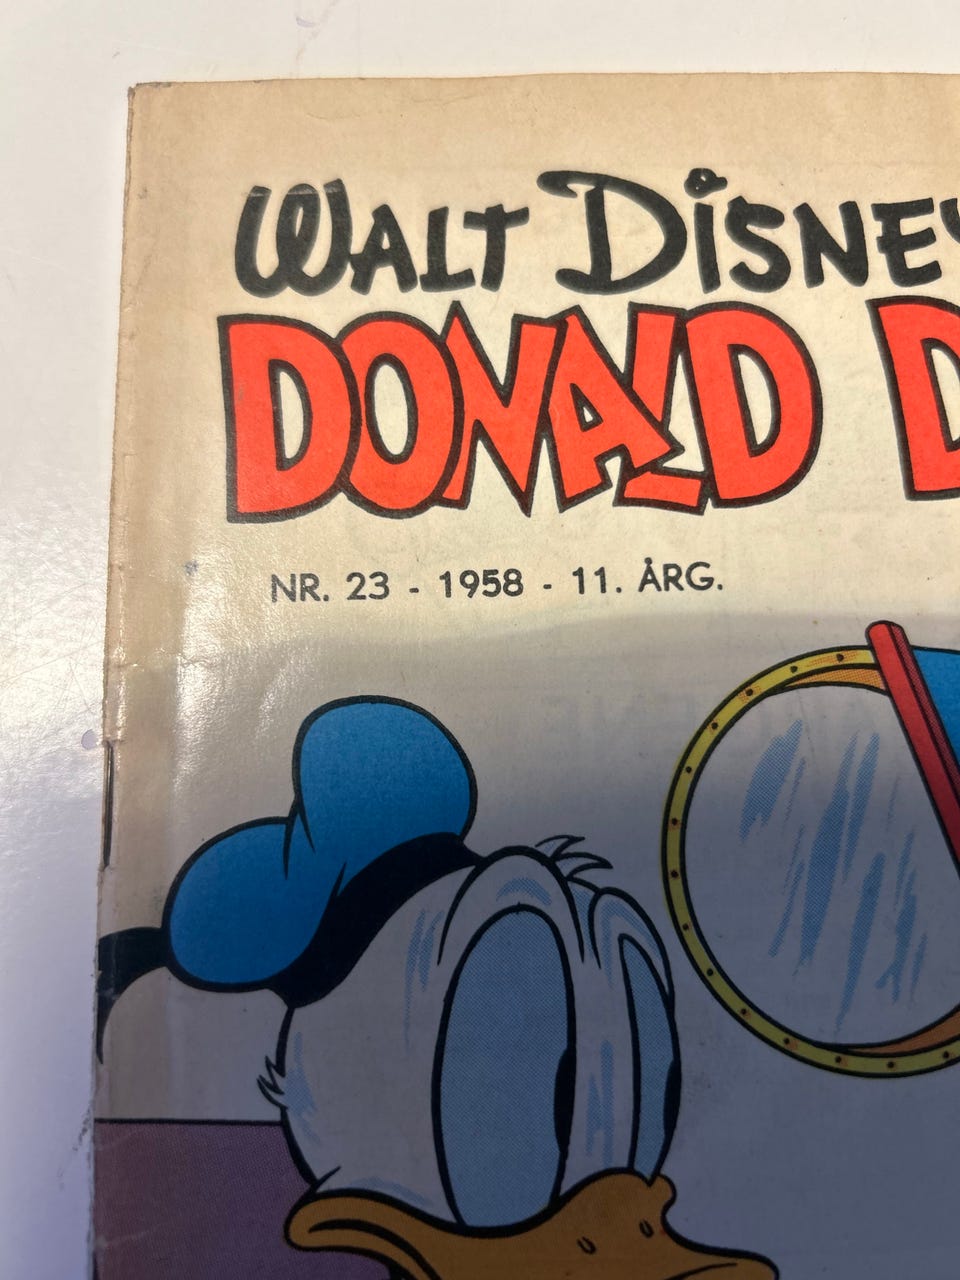 WALT DISNEY
DONALD D
NR. 23 - 1958 - 11. ÅRG.